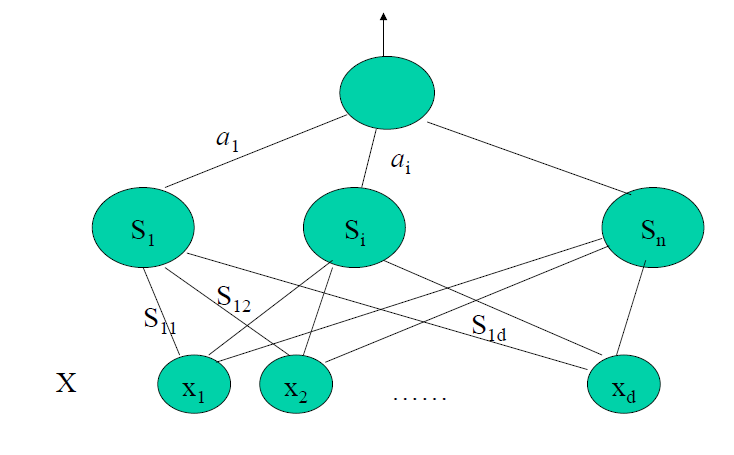 a₁
aᵢ
S₁
Sᵢ
Sₙ
S₁₂
S₁₁
S₁d
X
x₁
x₂
......
xd